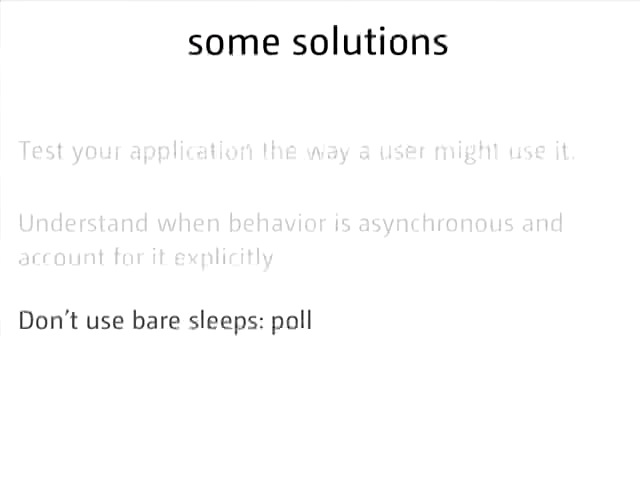 some solutions
Test your application the way a user might use it.
Understand when behavior is asynchronous and
account for it explicitly
Don't use bare sleeps: poll